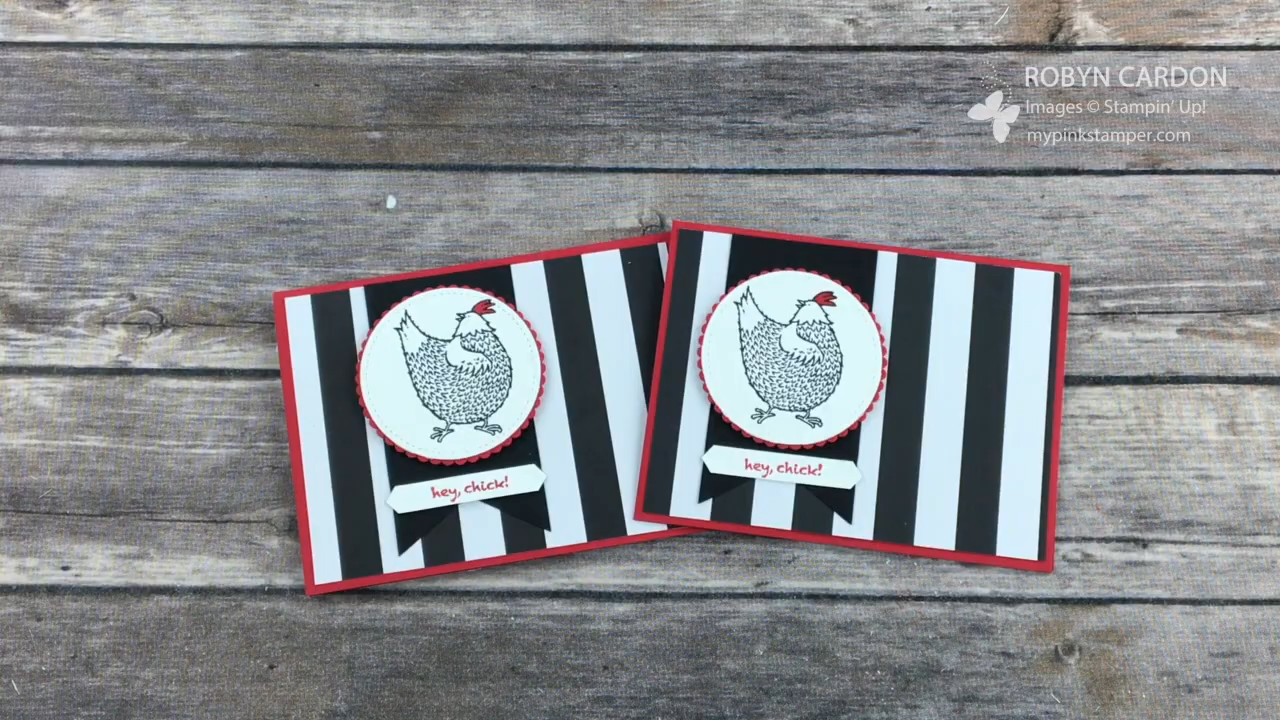 ROBYN CARDON
Images © Stampin' Up!
mypinkstamper.com
hey, chick!
hey, chick!